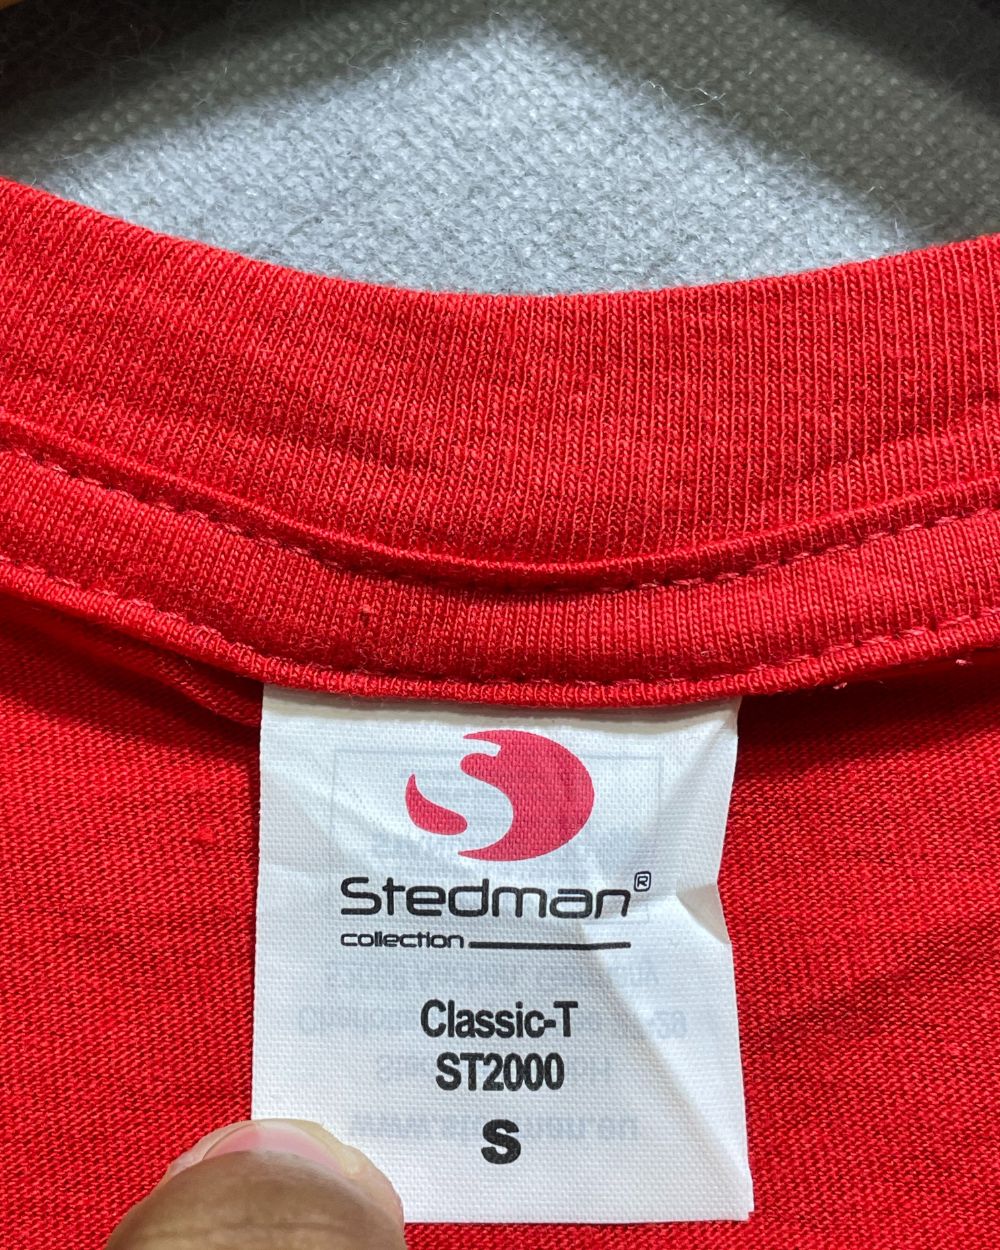 Stedman®
collection
Classic-T
ST2000
S